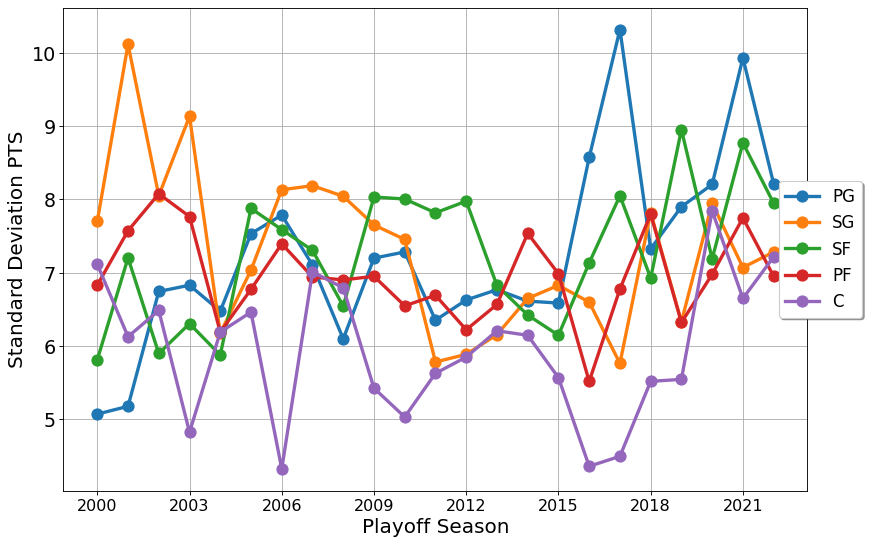 10
9
8
7
6
5
Standard Deviation PTS
2000 2003 2006 2009 2012 2015 2018 2021
Playoff Season
PG
SG
SF
PF
C